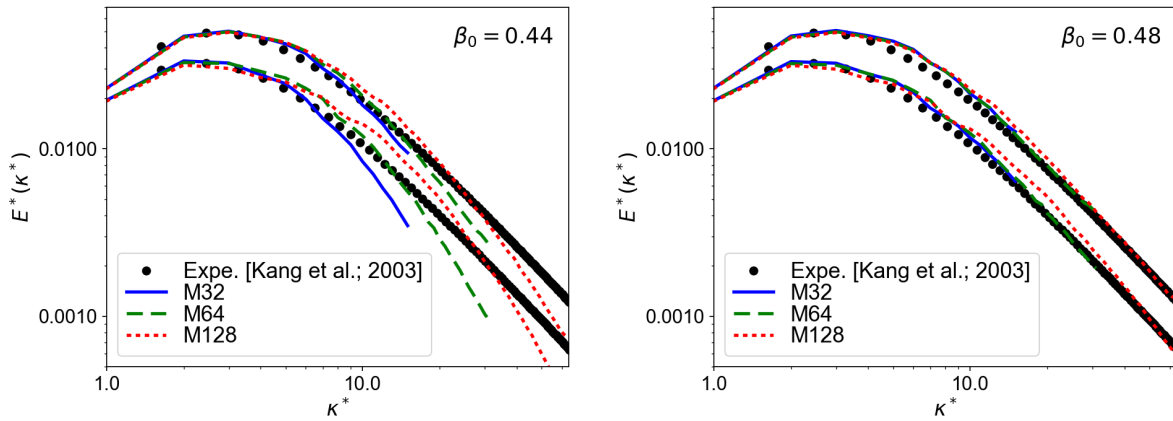 β₀ = 0.44
0.0100
0.0010
E*(κ*)
Expe. [Kang et al.; 2003]
M32
M64
M128
1.0
10.0
κ*
β₀ = 0.48
0.0100
0.0010
E*(κ*)
Expe. [Kang et al.; 2003]
M32
M64
M128
1.0
10.0
κ*